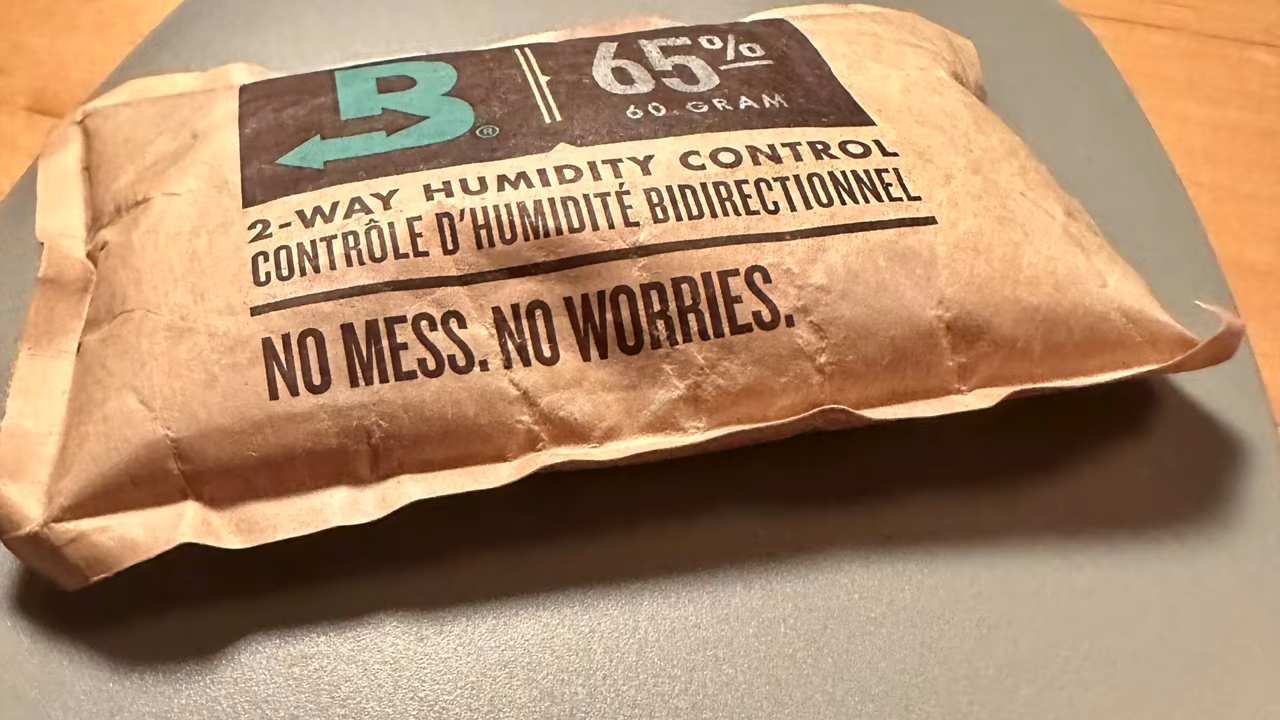 B® 65%
60 GRAM
2-WAY HUMIDITY CONTROL
CONTRÔLE D'HUMIDITÉ BIDIRECTIONNEL
NO MESS. NO WORRIES.